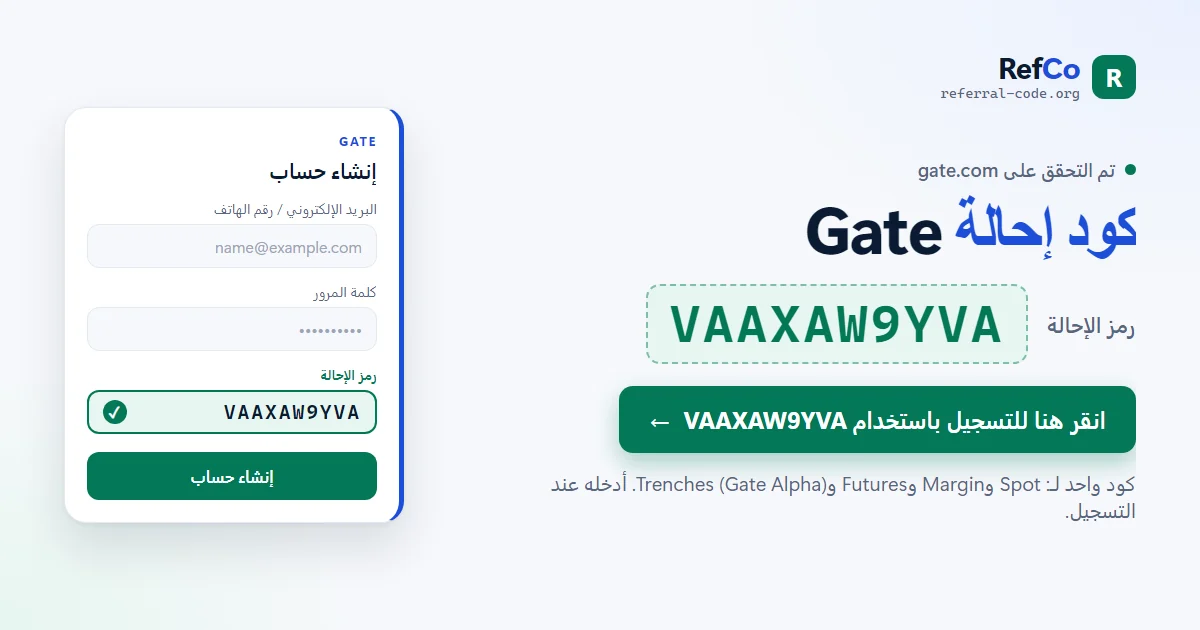 RefCo
referral-code.org
R
تم التحقق على gate.com
كود إحالة Gate
رمز الإحالة
VAAXAW9YVA
انقر هنا للتسجيل باستخدام VAAXAW9YVA ←
كود واحد لـ: Spot وMargin وFutures وTrenches (Gate Alpha). أدخله عند
التسجيل.
GATE
إنشاء حساب
البريد الإلكتروني / رقم الهاتف
name@example.com
كلمة المرور
••••••••••
رمز الإحالة
VAAXAW9YVA
إنشاء حساب